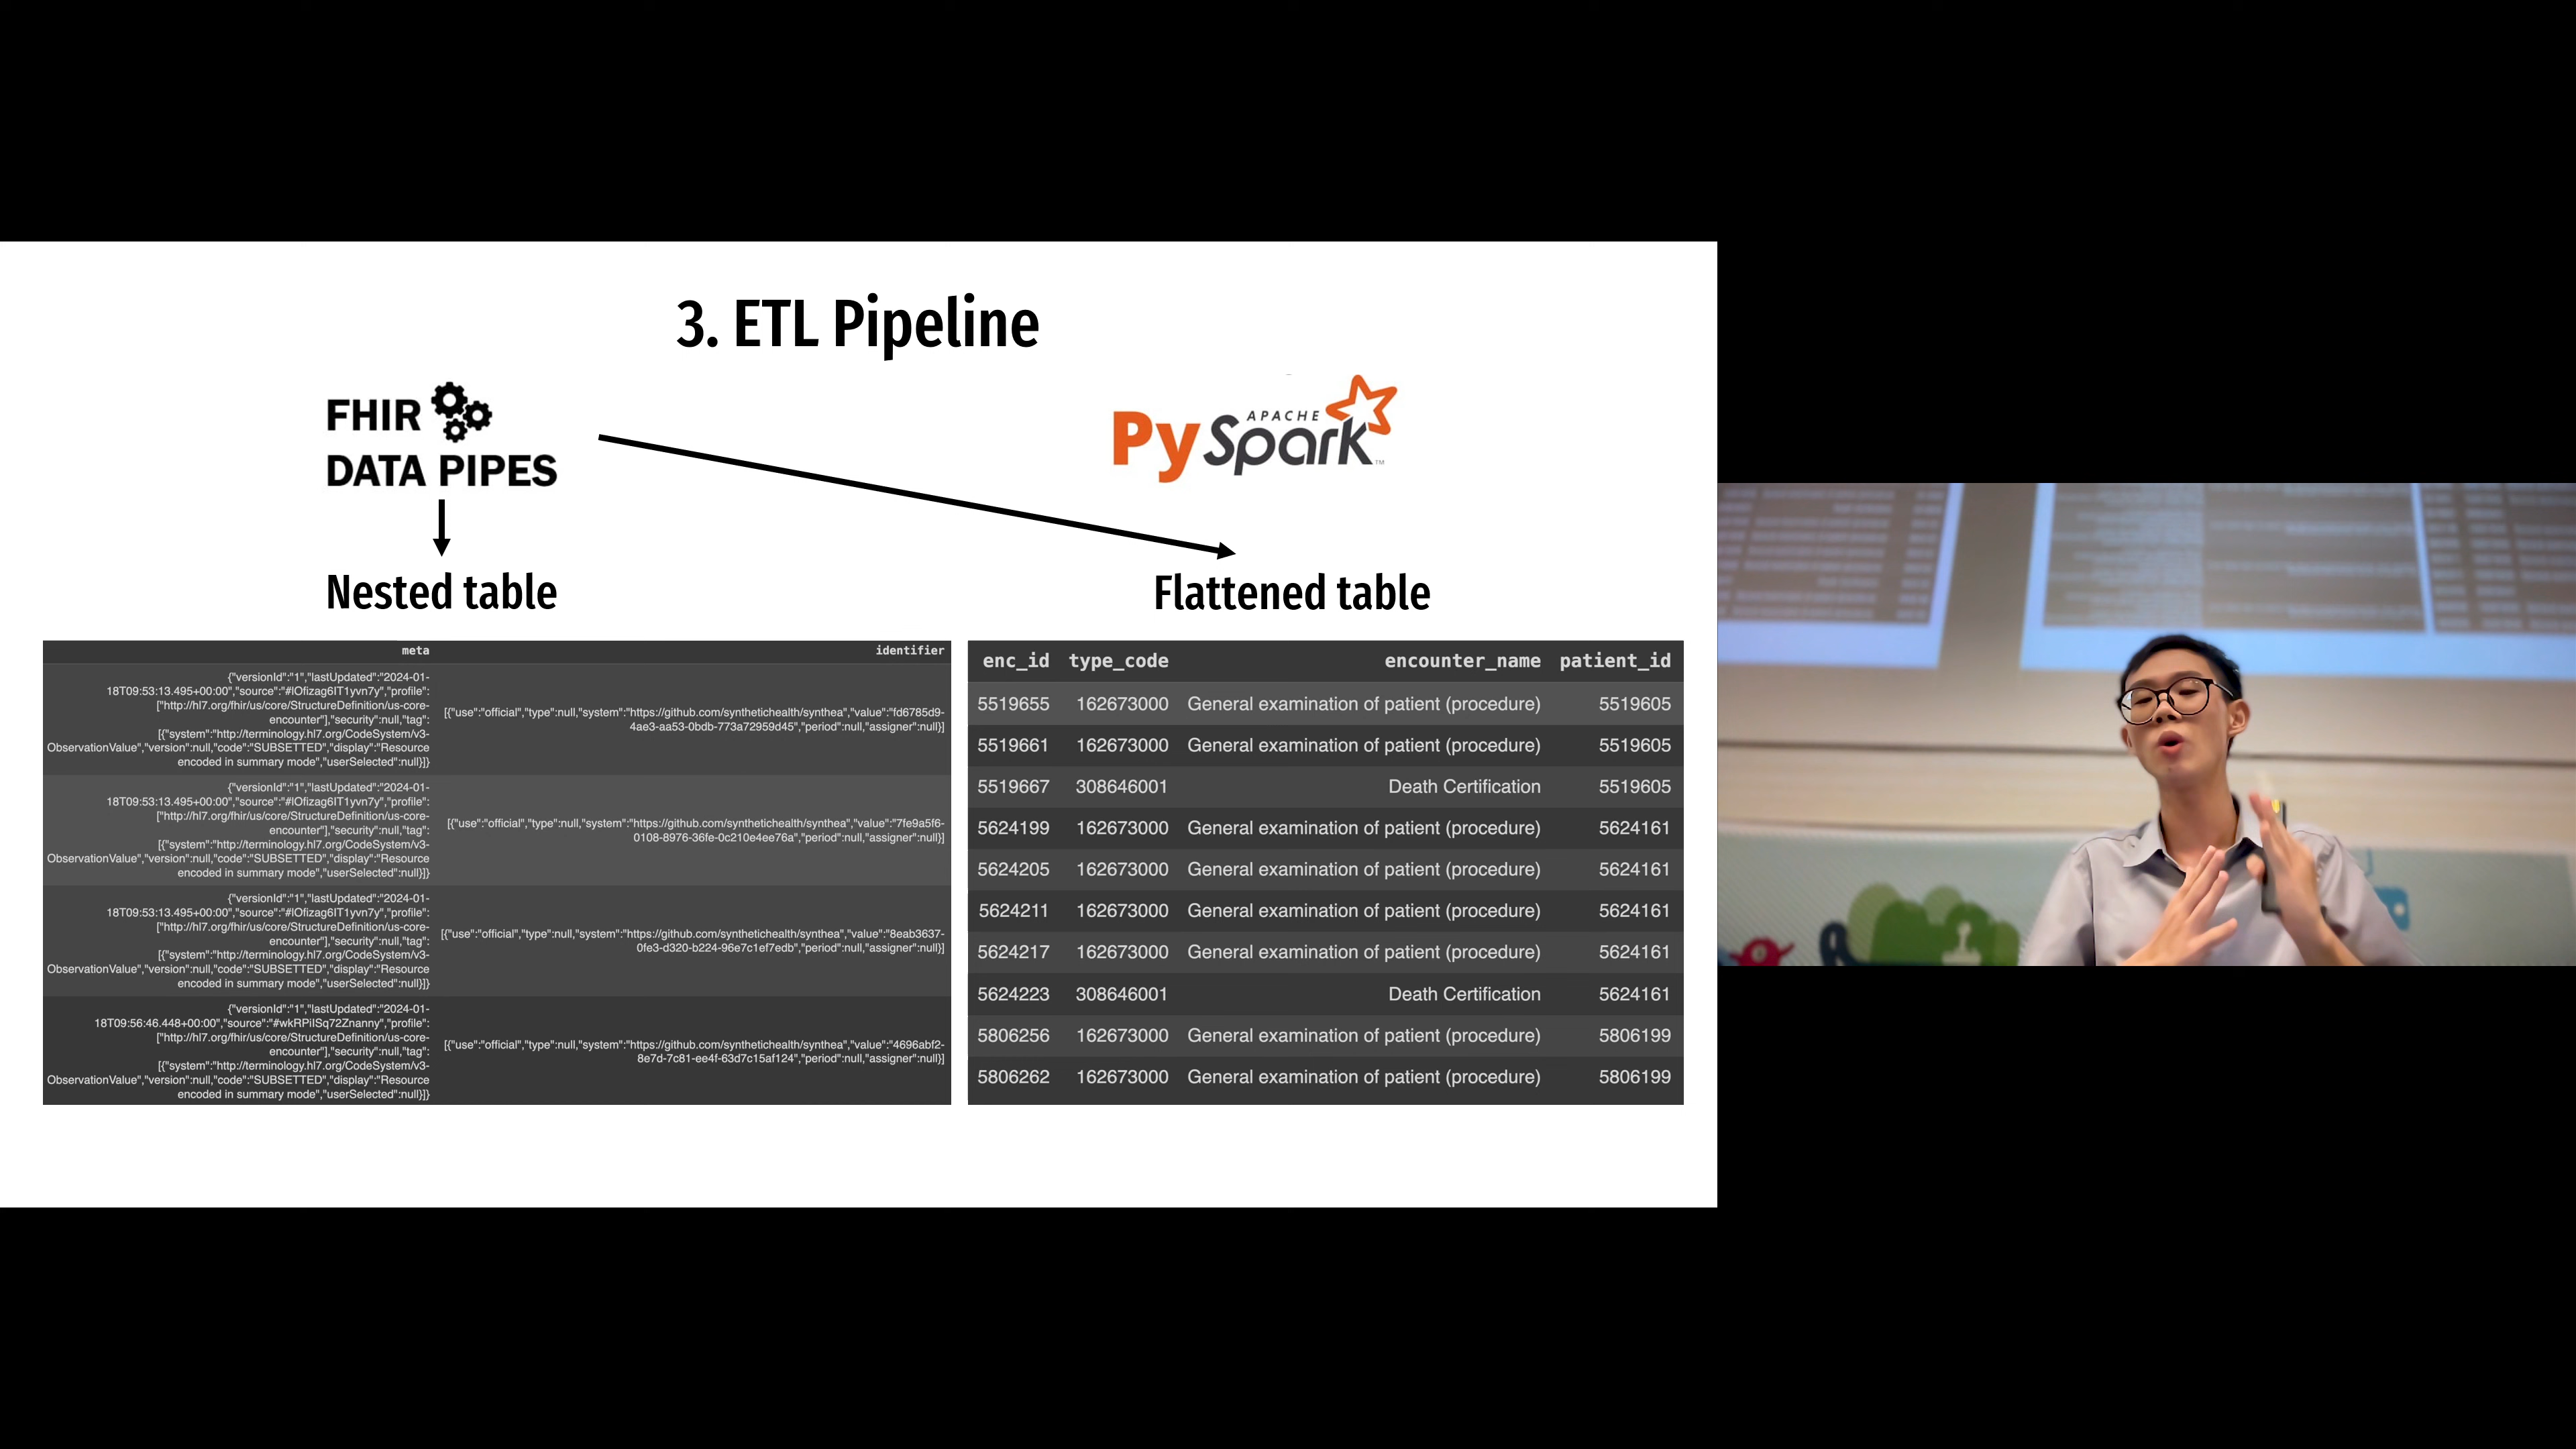 3. ETL Pipeline
FHIR
DATA PIPES
APACHE
PySpark
TM
Nested table
Flattened table
meta identifier
{"versionId":"1","lastUpdated":"2024-01-
18T09:53:13.495+00:00","source":"#lOfizag6IT1yvn7y","profile":
["http://hl7.org/fhir/us/core/StructureDefinition/us-core-
encounter"],"security":null,"tag":
[{"system":"http://terminology.hl7.org/CodeSystem/v3-
ObservationValue","version":null,"code":"SUBSETTED","display":"Resource
encoded in summary mode","userSelected":null}]}
[{"use":"official","type":null,"system":"https://github.com/synthetichealth/synthea","value":"fd6785d9-
4ae3-aa53-0bdb-773a72959d45","period":null,"assigner":null}]
{"versionId":"1","lastUpdated":"2024-01-
18T09:53:13.495+00:00","source":"#lOfizag6IT1yvn7y","profile":
["http://hl7.org/fhir/us/core/StructureDefinition/us-core-
encounter"],"security":null,"tag":
[{"system":"http://terminology.hl7.org/CodeSystem/v3-
ObservationValue","version":null,"code":"SUBSETTED","display":"Resource
encoded in summary mode","userSelected":null}]}
[{"use":"official","type":null,"system":"https://github.com/synthetichealth/synthea","value":"7fe9a5f6-
0108-8976-36fe-0c210e4ee76a","period":null,"assigner":null}]
{"versionId":"1","lastUpdated":"2024-01-
18T09:53:13.495+00:00","source":"#lOfizag6IT1yvn7y","profile":
["http://hl7.org/fhir/us/core/StructureDefinition/us-core-
encounter"],"security":null,"tag":
[{"system":"http://terminology.hl7.org/CodeSystem/v3-
ObservationValue","version":null,"code":"SUBSETTED","display":"Resource
encoded in summary mode","userSelected":null}]}
[{"use":"official","type":null,"system":"https://github.com/synthetichealth/synthea","value":"8eab3637-
0fe3-d320-b224-96e7c1ef7edb","period":null,"assigner":null}]
{"versionId":"1","lastUpdated":"2024-01-
18T09:56:46.448+00:00","source":"#wkRPiISq72Znanny","profile":
["http://hl7.org/fhir/us/core/StructureDefinition/us-core-
encounter"],"security":null,"tag":
[{"system":"http://terminology.hl7.org/CodeSystem/v3-
ObservationValue","version":null,"code":"SUBSETTED","display":"Resource
encoded in summary mode","userSelected":null}]}
[{"use":"official","type":null,"system":"https://github.com/synthetichealth/synthea","value":"4696abf2-
8e7d-7c81-ee4f-63d7c15af124","period":null,"assigner":null}]
enc_id type_code encounter_name patient_id
5519655 162673000 General examination of patient (procedure) 5519605
5519661 162673000 General examination of patient (procedure) 5519605
5519667 308646001 Death Certification 5519605
5624199 162673000 General examination of patient (procedure) 5624161
5624205 162673000 General examination of patient (procedure) 5624161
5624211 162673000 General examination of patient (procedure) 5624161
5624217 162673000 General examination of patient (procedure) 5624161
5624223 308646001 Death Certification 5624161
5806256 162673000 General examination of patient (procedure) 5806199
5806262 162673000 General examination of patient (procedure) 5806199